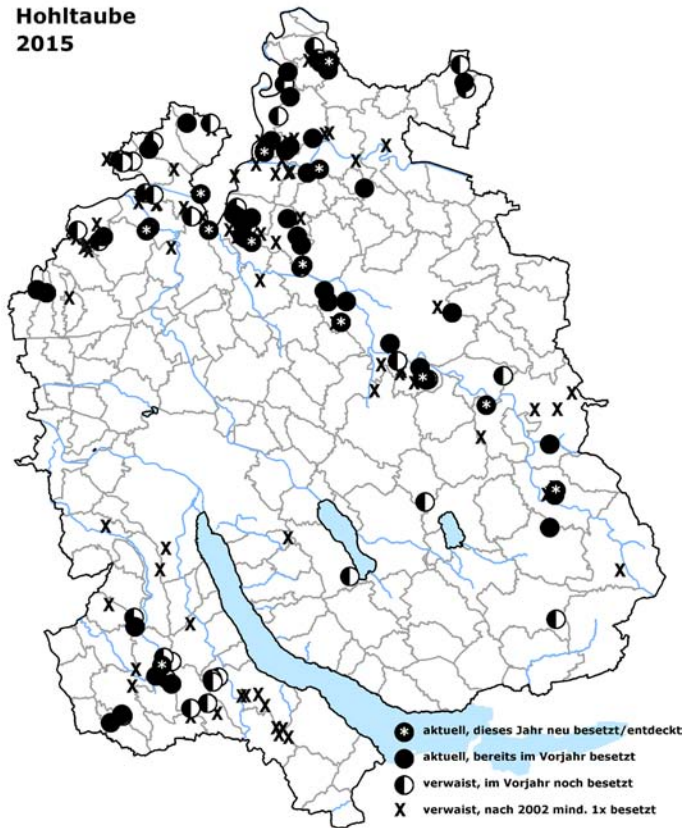 Hohltaube
2015
aktuell, dieses Jahr neu besetzt/entdeckt
aktuell, bereits im Vorjahr besetzt
verwaist, im Vorjahr noch besetzt
X verwaist, nach 2002 mind. 1x besetzt